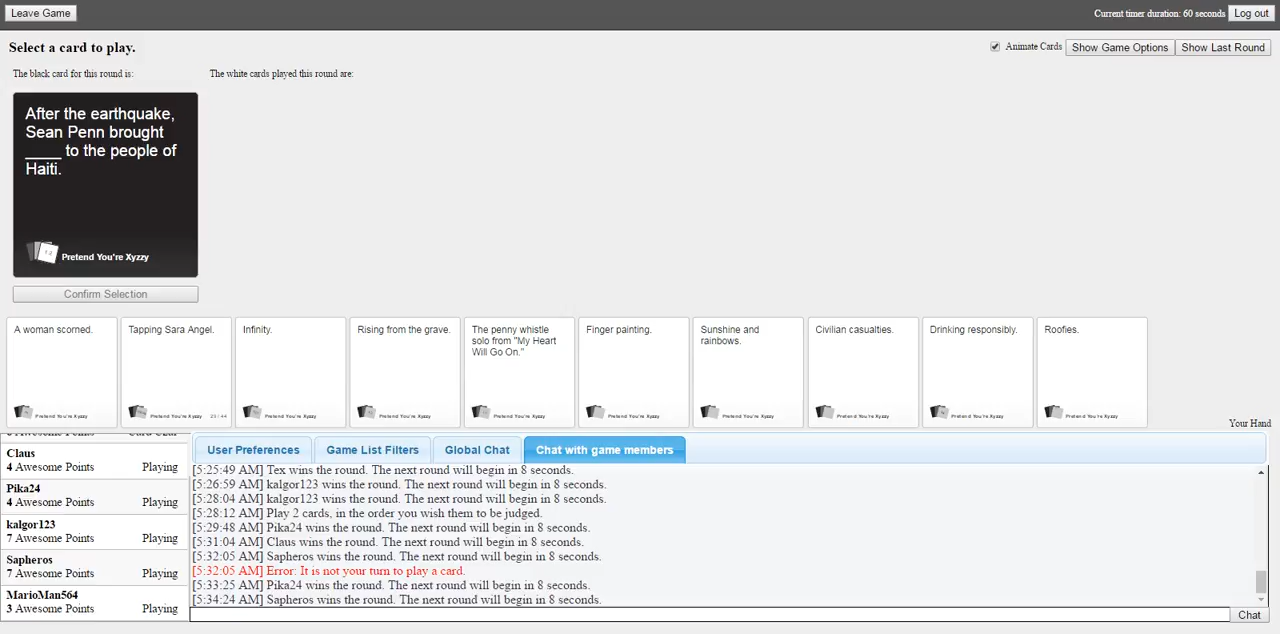 Leave Game
Current timer duration: 60 seconds
Log out
Select a card to play.
Animate Cards
Show Game Options
Show Last Round
The black card for this round is:
The white cards played this round are:
After the earthquake,
Sean Penn brought
____ to the people of
Haiti.
Pretend You're Xyzzy
Confirm Selection
A woman scorned.
Pretend You're Xyzzy
Tapping Sara Angel.
Pretend You're Xyzzy
Infinity.
Pretend You're Xyzzy
Rising from the grave.
Pretend You're Xyzzy
The penny whistle
solo from "My Heart
Will Go On."
Pretend You're Xyzzy
Finger painting.
Pretend You're Xyzzy
Sunshine and
rainbows.
Pretend You're Xyzzy
Civilian casualties.
Pretend You're Xyzzy
Drinking responsibly.
Pretend You're Xyzzy
Roofies.
Pretend You're Xyzzy
Your Hand
Awesome Points Card Czar
Claus
4 Awesome Points Playing
Pika24
4 Awesome Points Playing
kalgor123
7 Awesome Points Playing
Sapheros
7 Awesome Points Playing
MarioMan564
3 Awesome Points Playing
User Preferences
Game List Filters
Global Chat
Chat with game members
[5:25:49 AM] Tex wins the round. The next round will begin in 8 seconds.
[5:26:59 AM] kalgor123 wins the round. The next round will begin in 8 seconds.
[5:28:04 AM] kalgor123 wins the round. The next round will begin in 8 seconds.
[5:28:12 AM] Play 2 cards, in the order you wish them to be judged.
[5:29:48 AM] Pika24 wins the round. The next round will begin in 8 seconds.
[5:31:04 AM] Claus wins the round. The next round will begin in 8 seconds.
[5:32:05 AM] Sapheros wins the round. The next round will begin in 8 seconds.
[5:32:05 AM] Error: It is not your turn to play a card.
[5:33:25 AM] Pika24 wins the round. The next round will begin in 8 seconds.
[5:34:24 AM] Sapheros wins the round. The next round will begin in 8 seconds.
Chat